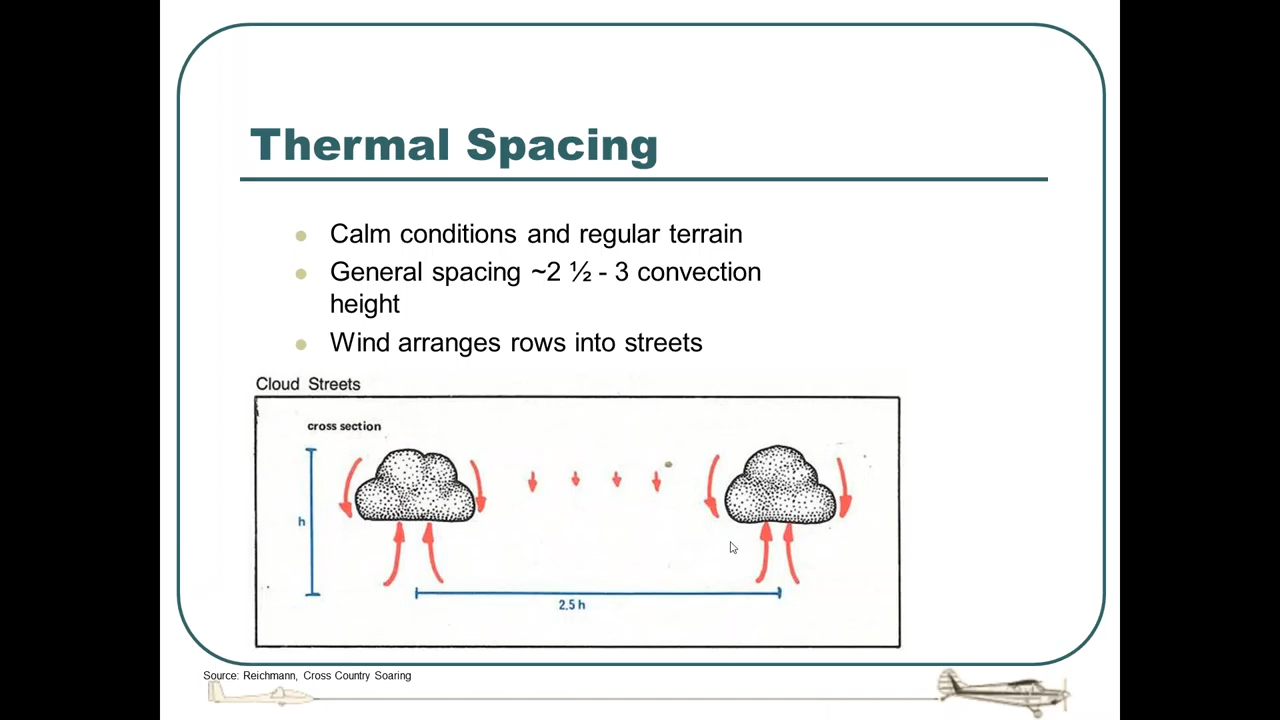 Thermal Spacing
Calm conditions and regular terrain
General spacing ~2 ½ - 3 convection
height
Wind arranges rows into streets
Cloud Streets
cross section
h
2,5 h
Source: Reichmann, Cross Country Soaring